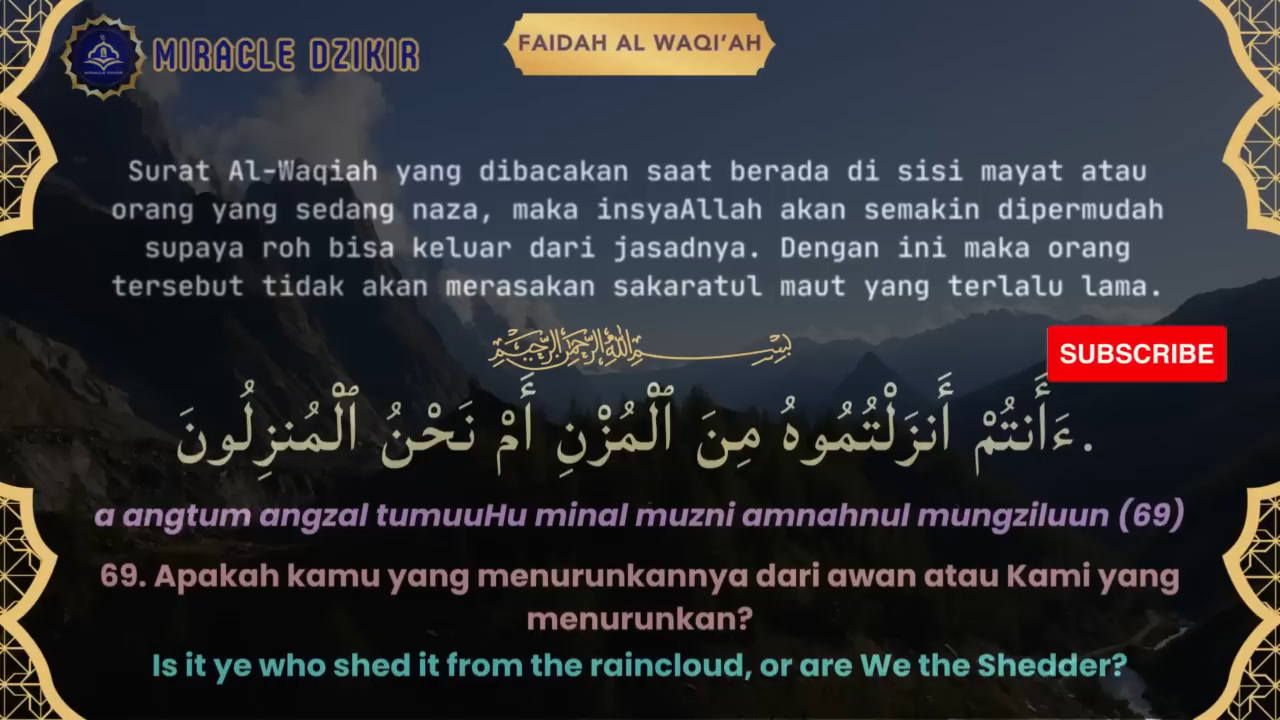 MIRACLE DZIKIR
FAIDAH AL WAQI'AH
Surat Al-Waqiah yang dibacakan saat berada di sisi mayat atau
orang yang sedang naza, maka insyaAllah akan semakin dipermudah
supaya roh bisa keluar dari jasadnya. Dengan ini maka orang
tersebut tidak akan merasakan sakaratul maut yang terlalu lama.
بِسْمِ اللهِ الرَّحْمٰنِ الرَّحِيْمِ
SUBSCRIBE
ءَأَنتُمْ أَنزَلْتُمُوهُ مِنَ ٱلْمُزْنِ أَمْ نَحْنُ ٱلْمُنزِلُونَ.
a angtum angzal tumuuHu minal muzni amnahnul mungziluun (69)
69. Apakah kamu yang menurunkannya dari awan atau Kami yang
menurunkan?
Is it ye who shed it from the raincloud, or are We the Shedder?